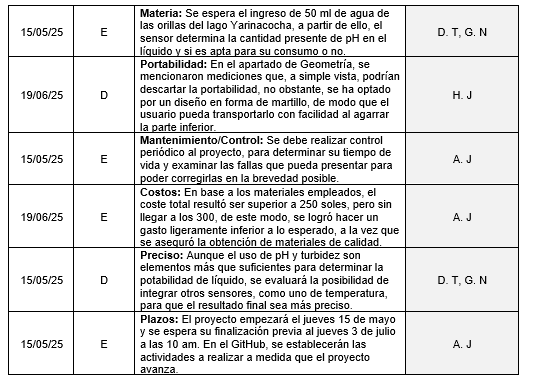 15/05/25
E
Materia: Se espera el ingreso de 50 ml de agua de
las orillas del lago Yarinacocha, a partir de ello, el
sensor determina la cantidad presente de pH en el
líquido y si es apta para su consumo o no.
D. T, G. N
19/06/25
D
Portabilidad: En el apartado de Geometría, se
mencionaron mediciones que, a simple vista, podrían
descartar la portabilidad, no obstante, se ha optado
por un diseño en forma de martillo, de modo que el
usuario pueda transportarlo con facilidad al agarrar
la parte inferior.
H. J
15/05/25
E
Mantenimiento/Control: Se debe realizar control
periódico al proyecto, para determinar su tiempo de
vida y examinar las fallas que pueda presentar para
poder corregirlas en la brevedad posible.
A. J
19/06/25
E
Costos: En base a los materiales empleados, el
coste total resultó ser superior a 250 soles, pero sin
llegar a los 300, de este modo, se logró hacer un
gasto ligeramente inferior a lo esperado, a la vez que
se aseguró la obtención de materiales de calidad.
A. J
15/05/25
D
Preciso: Aunque el uso de pH y turbidez son
elementos más que suficientes para determinar la
potabilidad de líquido, se evaluará la posibilidad de
integrar otros sensores, como uno de temperatura,
para que el resultado final sea más preciso.
D. T, G. N
15/05/25
E
Plazos: El proyecto empezará el jueves 15 de mayo
y se espera su finalización previa al jueves 3 de julio
a las 10 am. En el GitHub, se establecerán las
actividades a realizar a medida que el proyecto
avanza.
A. J